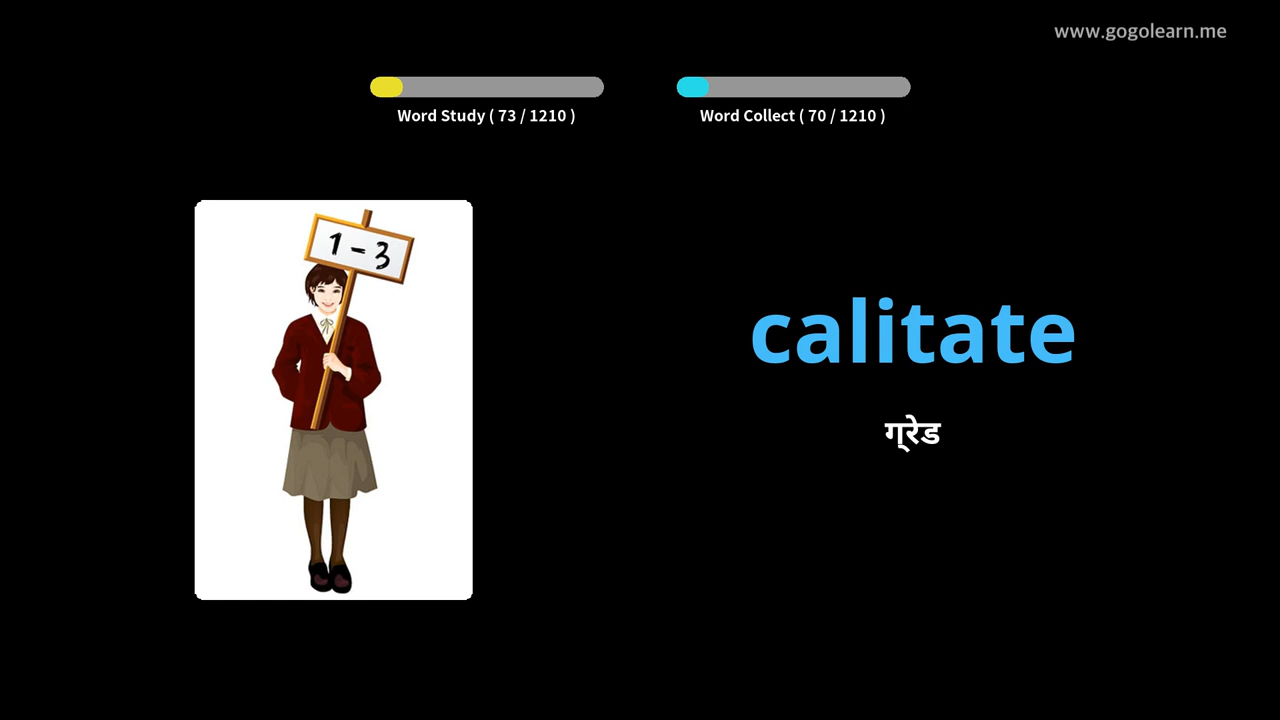 www.gogolearn.me
Word Study ( 73 / 1210 )
Word Collect ( 70 / 1210 )
1 - 3
calitate
ग्रेड